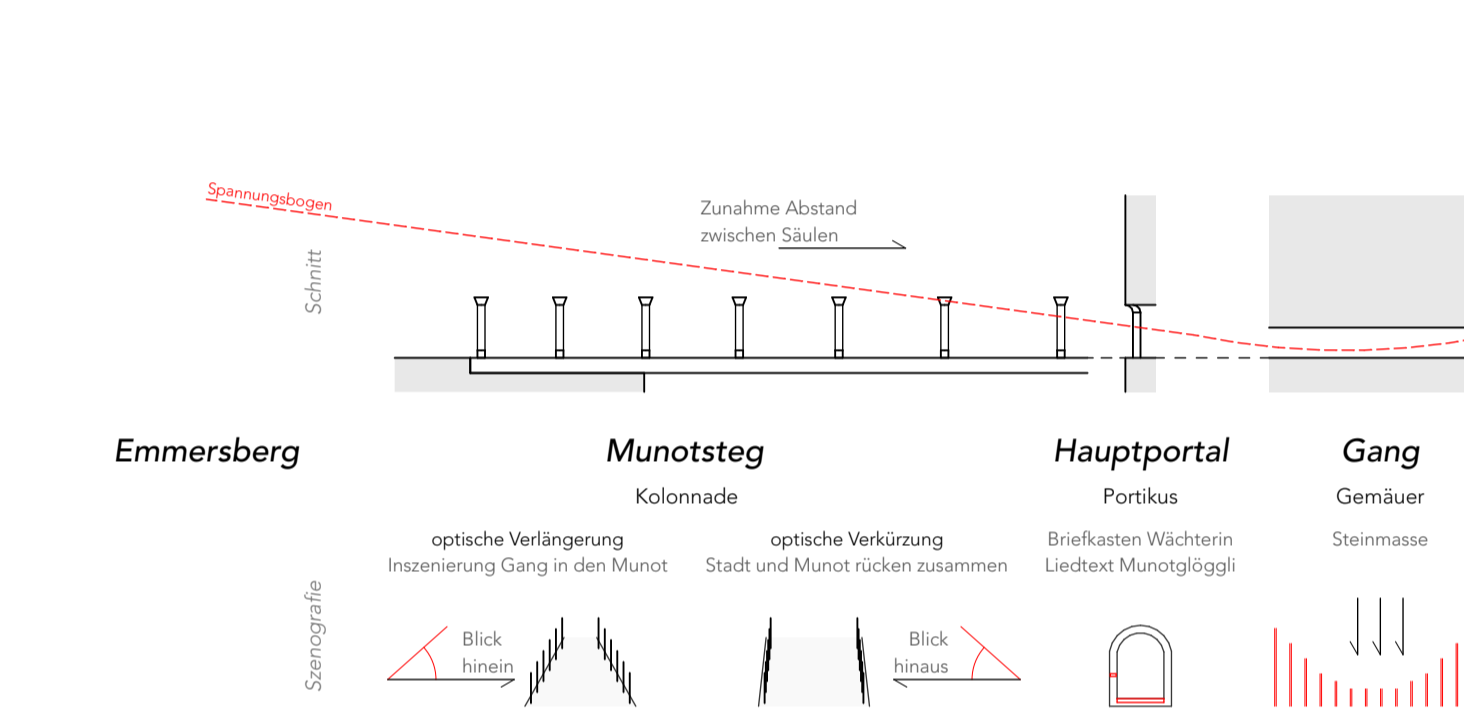 Spannungsbogen
Zunahme Abstand
zwischen Säulen
Schnitt
Emmersberg
Munotsteg
Hauptportal
Gang
Kolonnade
Portikus
Gemäuer
optische Verlängerung
Inszenierung Gang in den Munot
optische Verkürzung
Stadt und Munot rücken zusammen
Briefkasten Wächterin
Liedtext Munotglöggli
Steinmasse
Szenografie
Blick
hinein
Blick
hinaus